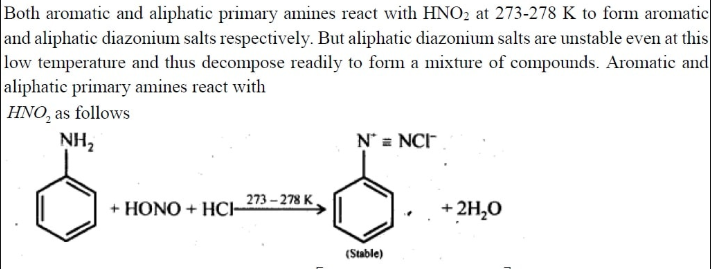 Both aromatic and aliphatic primary amines react with HNO₂ at 273-278 K to form aromatic
and aliphatic diazonium salts respectively. But aliphatic diazonium salts are unstable even at this
low temperature and thus decompose readily to form a mixture of compounds. Aromatic and
aliphatic primary amines react with
HNO₂ as follows
NH₂ N⁺ ≡ NCl⁻
+ HONO + HCl 273 – 278 K + 2H₂O
(Stable)